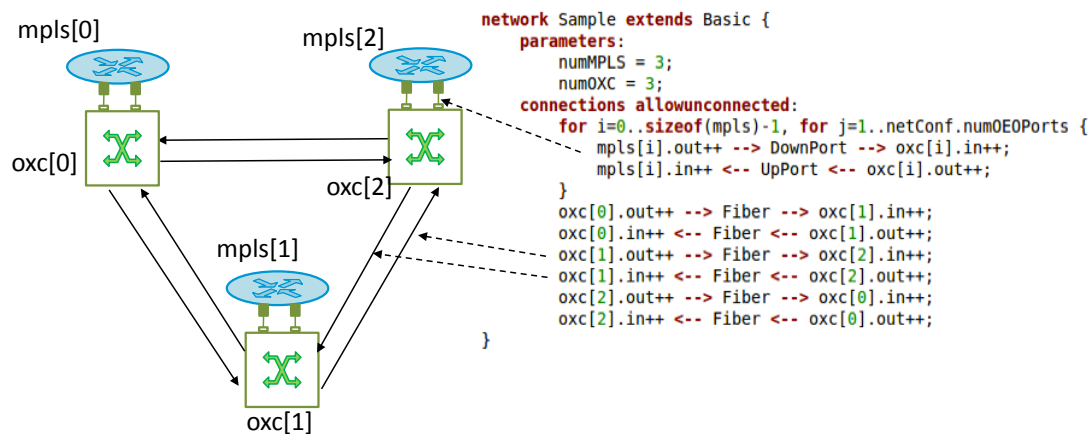 mpls[0]
mpls[2]
oxc[0]
oxc[2]
mpls[1]
oxc[1]
network Sample extends Basic {
    parameters:
        numMPLS = 3;
        numOXC = 3;
    connections allowunconnected:
        for i=0..sizeof(mpls)-1, for j=1..netConf.numOEOPorts {
            mpls[i].out++ --> DownPort --> oxc[i].in++;
            mpls[i].in++ <-- UpPort <-- oxc[i].out++;
        }
        oxc[0].out++ --> Fiber --> oxc[1].in++;
        oxc[0].in++ <-- Fiber <-- oxc[1].out++;
        oxc[1].out++ --> Fiber --> oxc[2].in++;
        oxc[1].in++ <-- Fiber <-- oxc[2].out++;
        oxc[2].out++ --> Fiber --> oxc[0].in++;
        oxc[2].in++ <-- Fiber <-- oxc[0].out++;
}